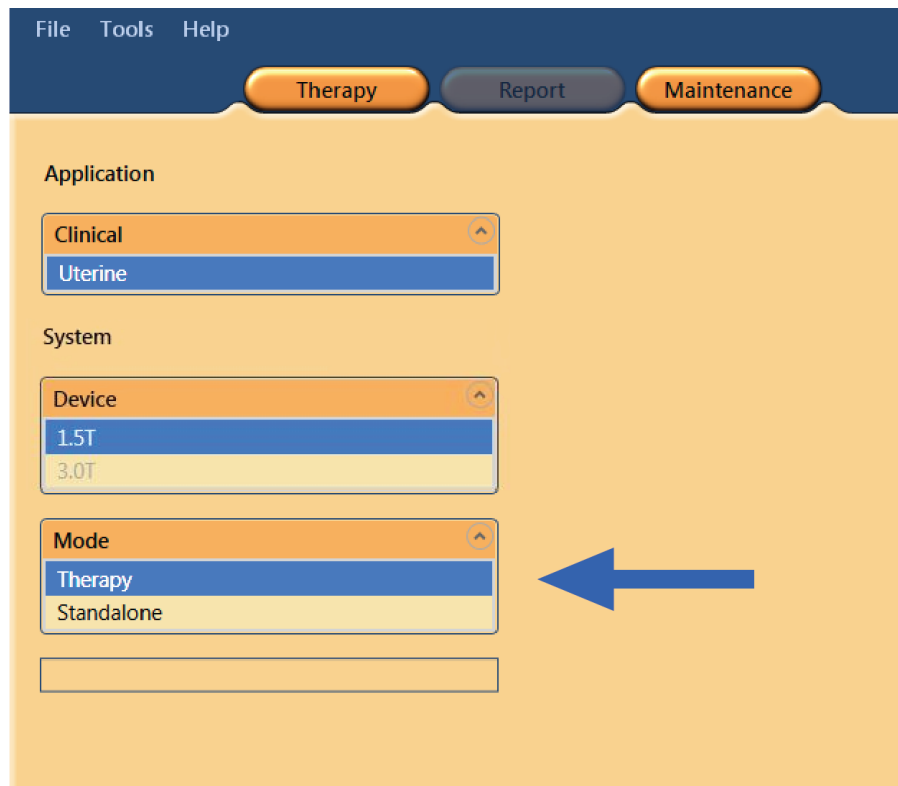 File Tools Help
Therapy Report Maintenance
Application
Clinical
Uterine
System
Device
1.5T
3.0T
Mode
Therapy
Standalone